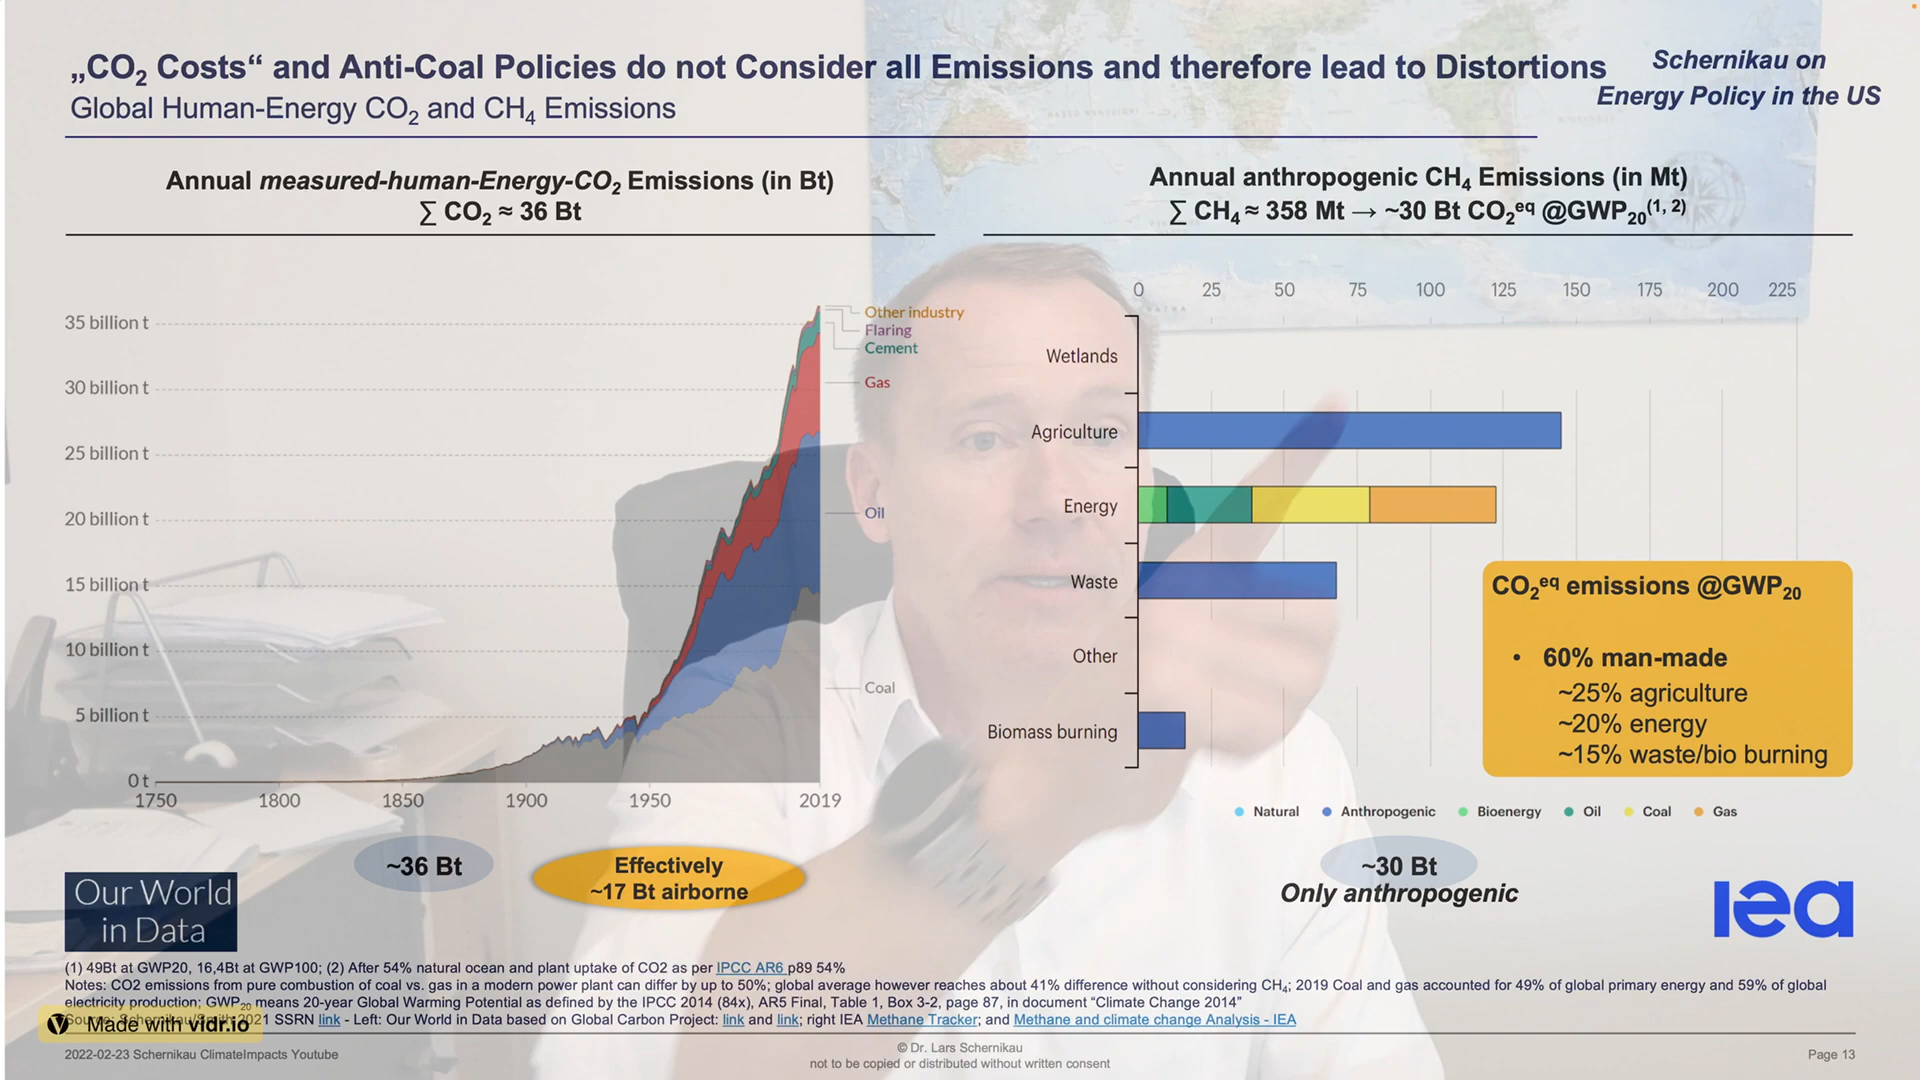 „CO2 Costs“ and Anti-Coal Policies do not Consider all Emissions and therefore lead to Distortions
Global Human-Energy CO2 and CH4 Emissions
Schernikau on
Energy Policy in the US
Annual measured-human-Energy-CO2 Emissions (in Bt)
∑ CO2 ≈ 36 Bt
35 billion t
30 billion t
25 billion t
20 billion t
15 billion t
10 billion t
5 billion t
0 t
1750 1800 1850 1900 1950 2019
Other industry
Flaring
Cement
Gas
Oil
Coal
~36 Bt
Effectively
~17 Bt airborne
Our World
in Data
Annual anthropogenic CH4 Emissions (in Mt)
∑ CH4 ≈ 358 Mt → ~30 Bt CO2eq @GWP20(1, 2)
0 25 50 75 100 125 150 175 200 225
Wetlands
Agriculture
Energy
Waste
Other
Biomass burning
CO2eq emissions @GWP20
• 60% man-made
~25% agriculture
~20% energy
~15% waste/bio burning
Natural Anthropogenic Bioenergy Oil Coal Gas
~30 Bt
Only anthropogenic
iea
(1) 49Bt at GWP20, 16,4Bt at GWP100; (2) After 54% natural ocean and plant uptake of CO2 as per IPCC AR6 p89 54%
Notes: CO2 emissions from pure combustion of coal vs. gas in a modern power plant can differ by up to 50%; global average however reaches about 41% difference without considering CH4; 2019 Coal and gas accounted for 49% of global primary energy and 59% of global
electricity production; GWP20 means 20-year Global Warming Potential as defined by the IPCC 2014 (84x), AR5 Final, Table 1, Box 3-2, page 87, in document “Climate Change 2014”
Source: Schernikau/Smith 2021 SSRN link - Left: Our World in Data based on Global Carbon Project: link and link; right IEA Methane Tracker; and Methane and climate change Analysis - IEA
Made with vidr.io
2022-02-23 Schernikau ClimateImpacts Youtube
© Dr. Lars Schernikau
not to be copied or distributed without written consent
Page 13